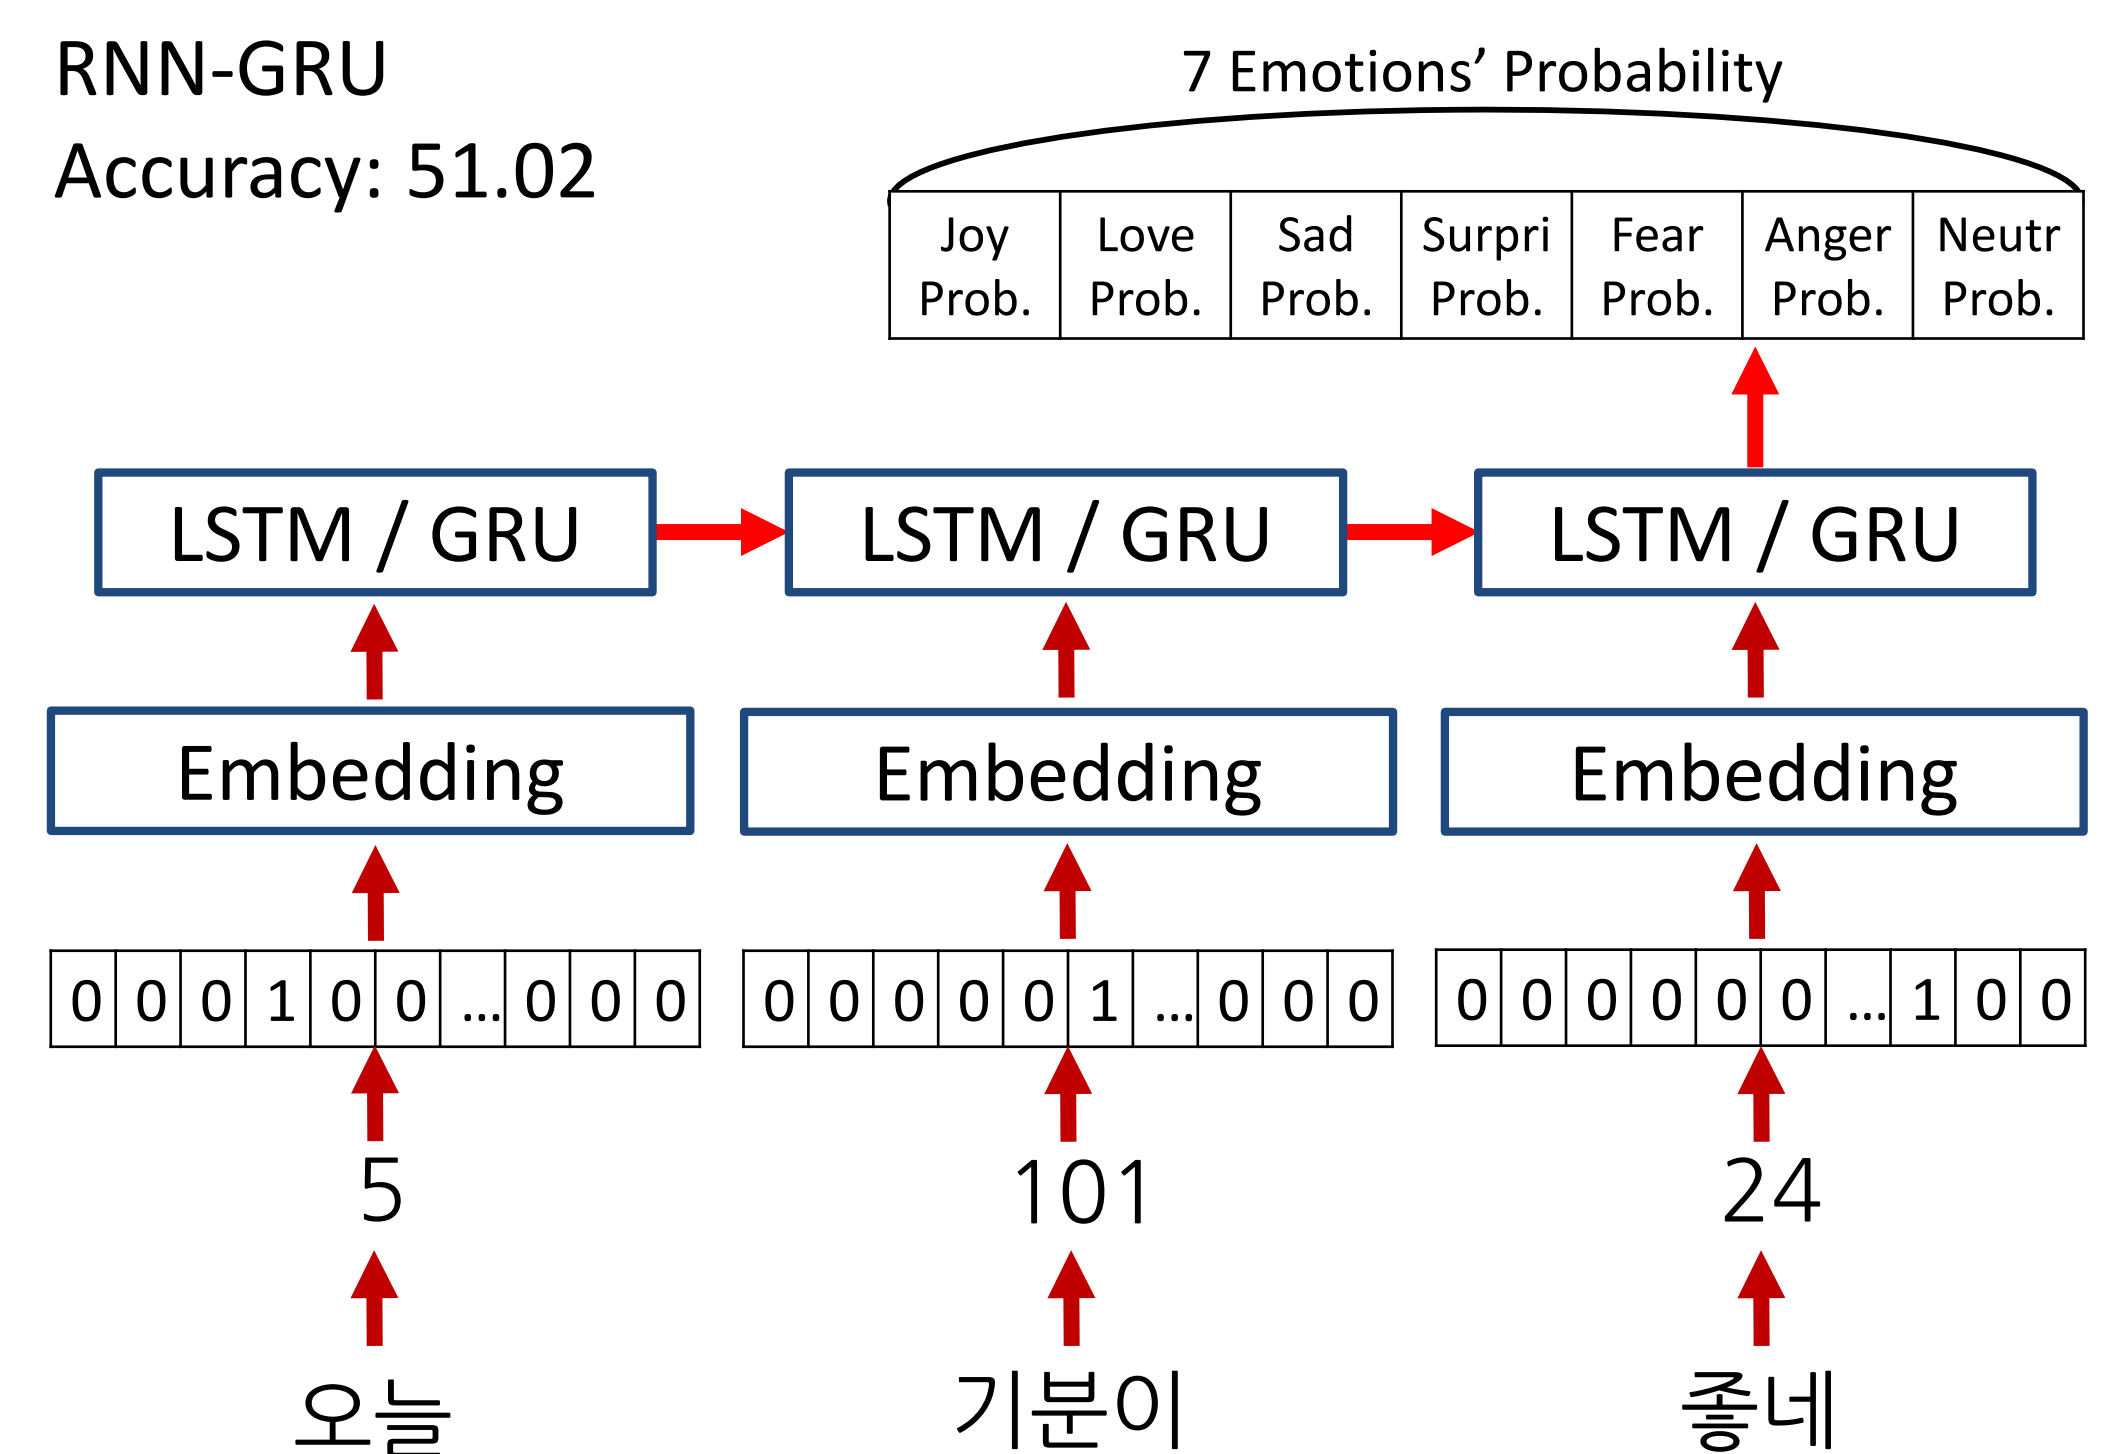 RNN-GRU
Accuracy: 51.02
7 Emotions’ Probability
Joy Prob. Love Prob. Sad Prob. Surpri Prob. Fear Prob. Anger Prob. Neutr Prob.
LSTM / GRU LSTM / GRU LSTM / GRU
Embedding Embedding Embedding
0 0 0 1 0 0 ... 0 0 0 0 0 0 0 0 1 ... 0 0 0 0 0 0 0 0 0 ... 1 0 0
5 101 24
오늘 기분이 좋네